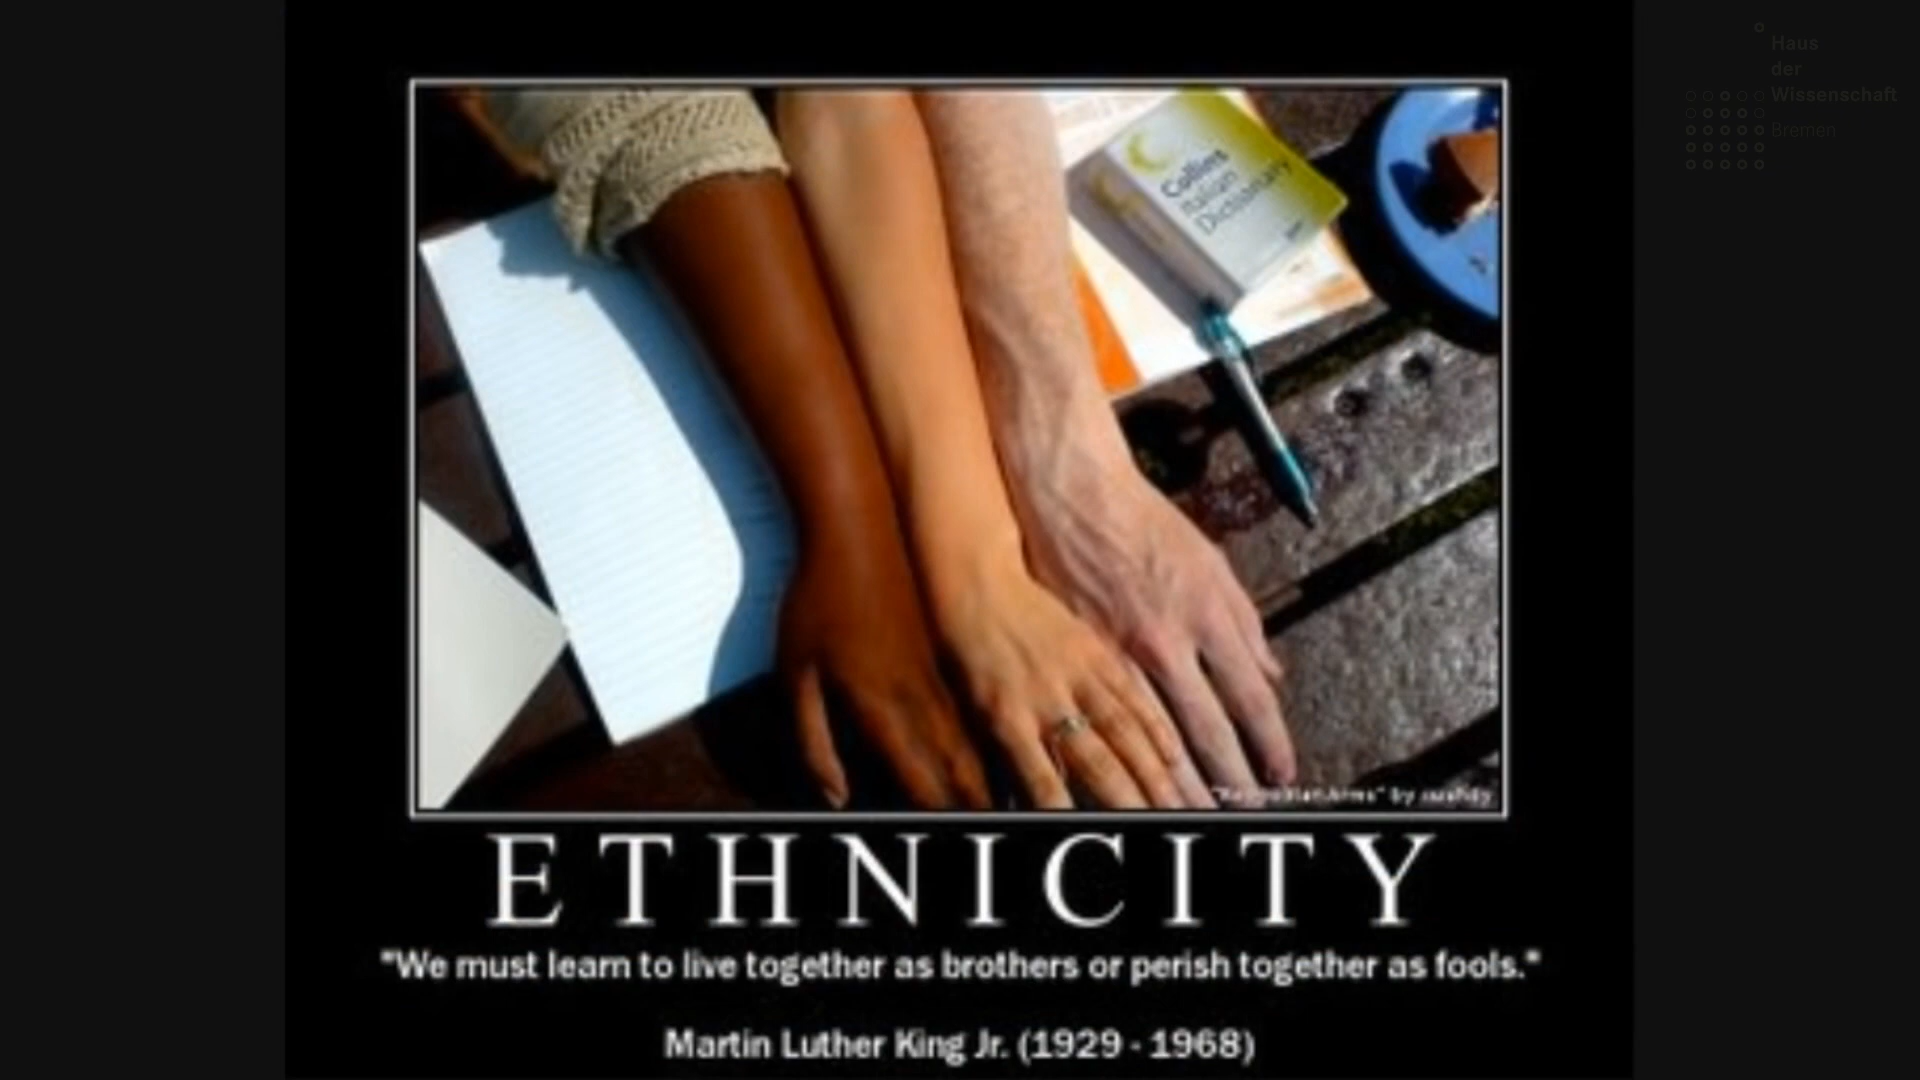 Haus
der
Wissenschaft
Bremen
Collins
Italian
Dictionary
by
ETHNICITY
"We must learn to live together as brothers or perish together as fools."
Martin Luther King Jr. (1929 - 1968)